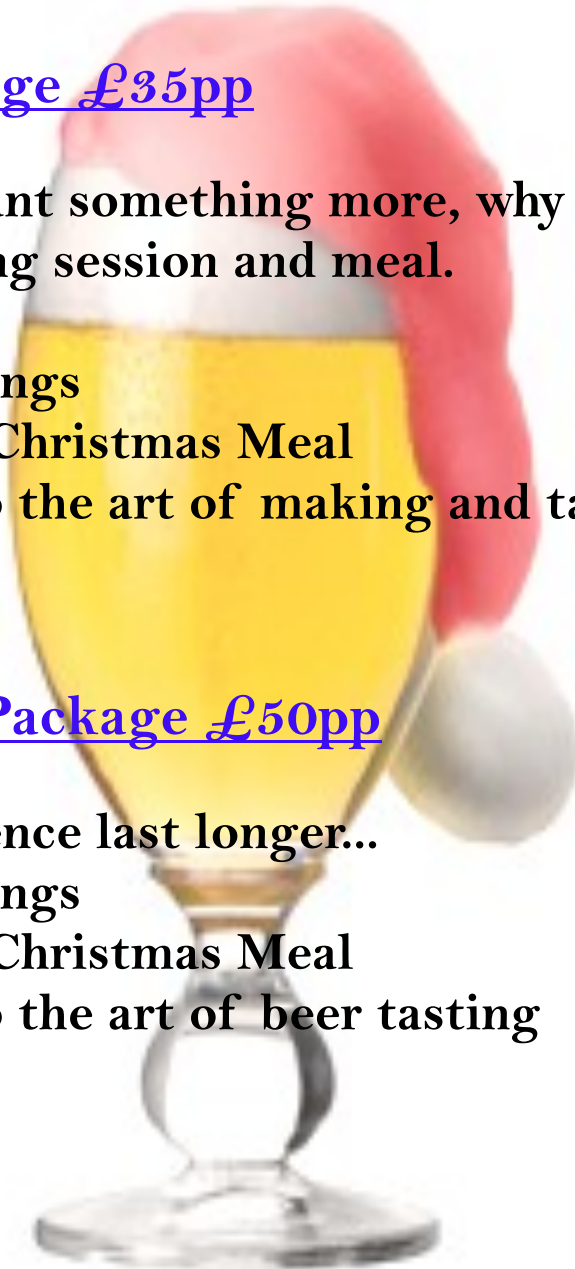 ge £35pp
ant something more, why
ng session and meal.
ngs
Christmas Meal
o the art of making and ta
Package £50pp
ence last longer...
ngs
Christmas Meal
o the art of beer tasting